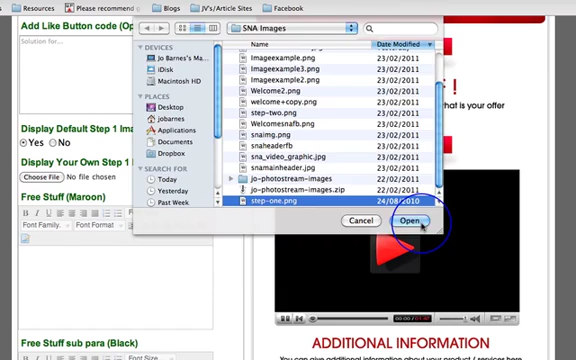 Resources
Please recommend
Blogs
JV's/Article Sites
Facebook
Add Like Button code (Op
Solution for...
SNA Images
DEVICES
Jo Barnes's Ma
iDisk
Macintosh HD
PLACES
Desktop
jobarnes
Applications
Documents
Dropbox
SEARCH FOR
Today
Yesterday
Past Week
Name Date Modified
23/02/2011
Imageexample.png 23/02/2011
Imageexample3.png 23/02/2011
Imageexample2.png 23/02/2011
Welcome2.png 23/02/2011
welcome+copy.png 23/02/2011
step-two.png 23/02/2011
Welcomesnafb.png 23/02/2011
snaimg.png 23/02/2011
snaheaderfb 23/02/2011
sna_video_graphic.jpg 23/02/2011
snamainheader.jpg 23/02/2011
jo-photostream-images 22/02/2011
jo-photostream-images.zip 22/02/2011
step-one.png 24/08/2010
Cancel Open
Display Default Step 1 Ima
Yes No
Display Your Own Step 1
Choose File No file chosen
Free Stuff (Maroon)
B I U
Font Family. Font
Free Stuff sub para (Black)
B I U Font Size
!
hat is your offer
ADDITIONAL INFORMATION
You can give additional information about your product / services